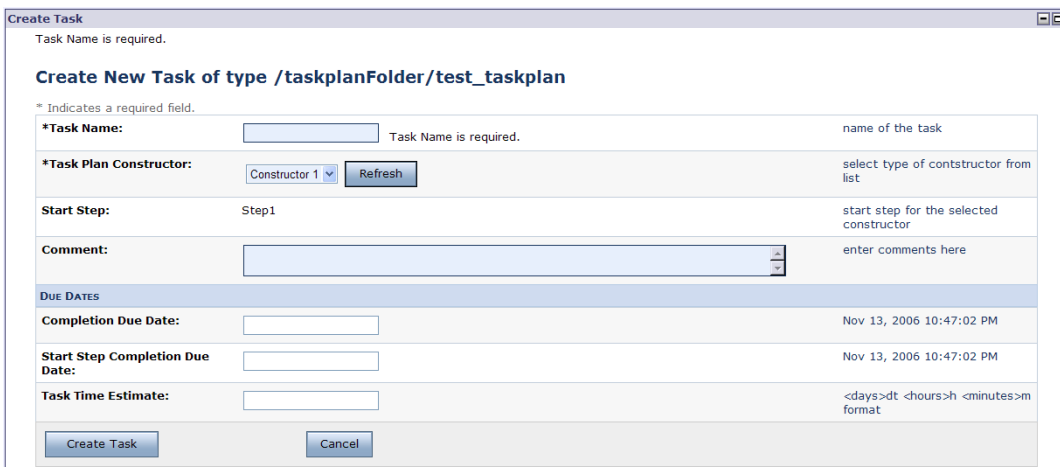 Create Task
Task Name is required.
Create New Task of type /taskplanFolder/test_taskplan
* Indicates a required field.
*Task Name:
Task Name is required.
name of the task
*Task Plan Constructor:
Constructor 1
Refresh
select type of contstructor from
list
Start Step:
Step1
start step for the selected
constructor
Comment:
enter comments here
DUE DATES
Completion Due Date:
Nov 13, 2006 10:47:02 PM
Start Step Completion Due
Date:
Nov 13, 2006 10:47:02 PM
Task Time Estimate:
<days>dt <hours>h <minutes>m
format
Create Task
Cancel